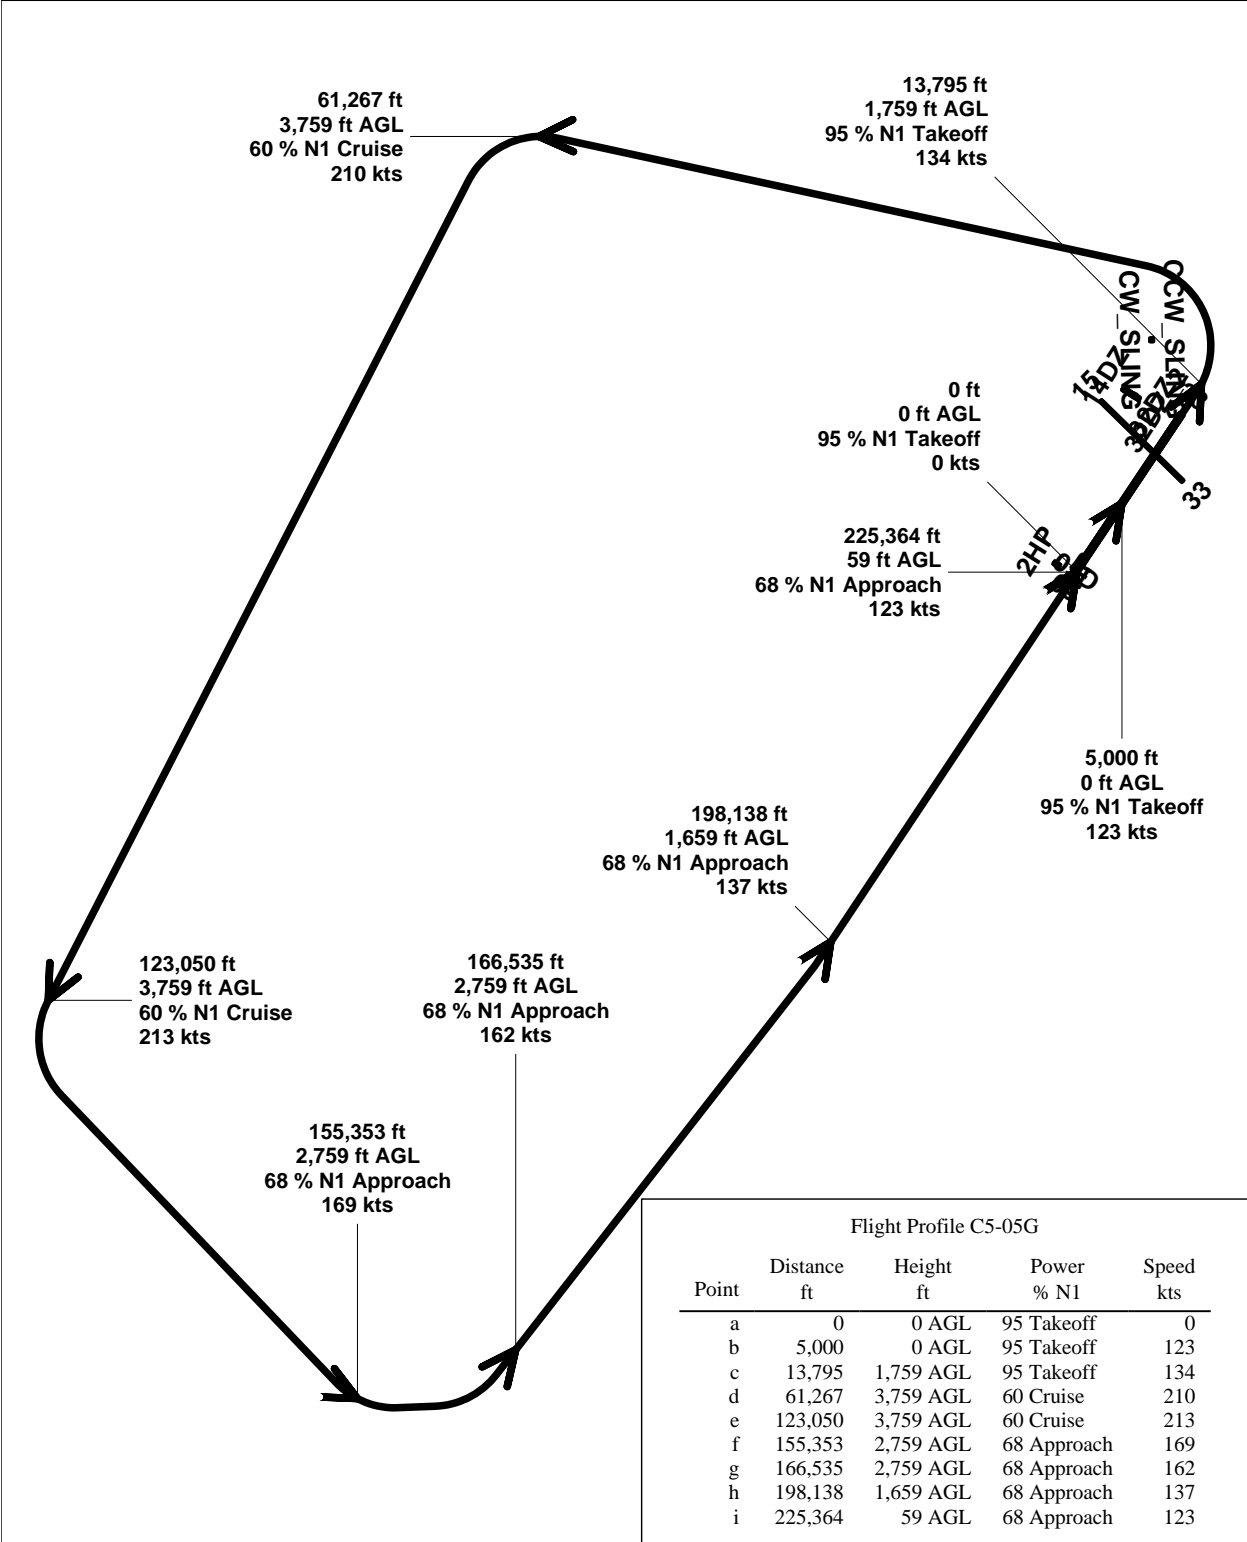 61,267 ft
3,759 ft AGL
60 % N1 Cruise
210 kts
13,795 ft
1,759 ft AGL
95 % N1 Takeoff
134 kts
CCW_SLING
CW_SLING
15
14DZ
0 ft
0 ft AGL
95 % N1 Takeoff
0 kts
33
225,364 ft
59 ft AGL
68 % N1 Approach
123 kts
2HP
5,000 ft
0 ft AGL
95 % N1 Takeoff
123 kts
198,138 ft
1,659 ft AGL
68 % N1 Approach
137 kts
123,050 ft
3,759 ft AGL
60 % N1 Cruise
213 kts
166,535 ft
2,759 ft AGL
68 % N1 Approach
162 kts
155,353 ft
2,759 ft AGL
68 % N1 Approach
169 kts
Flight Profile C5-05G
Distance Height Power Speed
Point ft ft % N1 kts
a 0 0 AGL 95 Takeoff 0
b 5,000 0 AGL 95 Takeoff 123
c 13,795 1,759 AGL 95 Takeoff 134
d 61,267 3,759 AGL 60 Cruise 210
e 123,050 3,759 AGL 60 Cruise 213
f 155,353 2,759 AGL 68 Approach 169
g 166,535 2,759 AGL 68 Approach 162
h 198,138 1,659 AGL 68 Approach 137
i 225,364 59 AGL 68 Approach 123